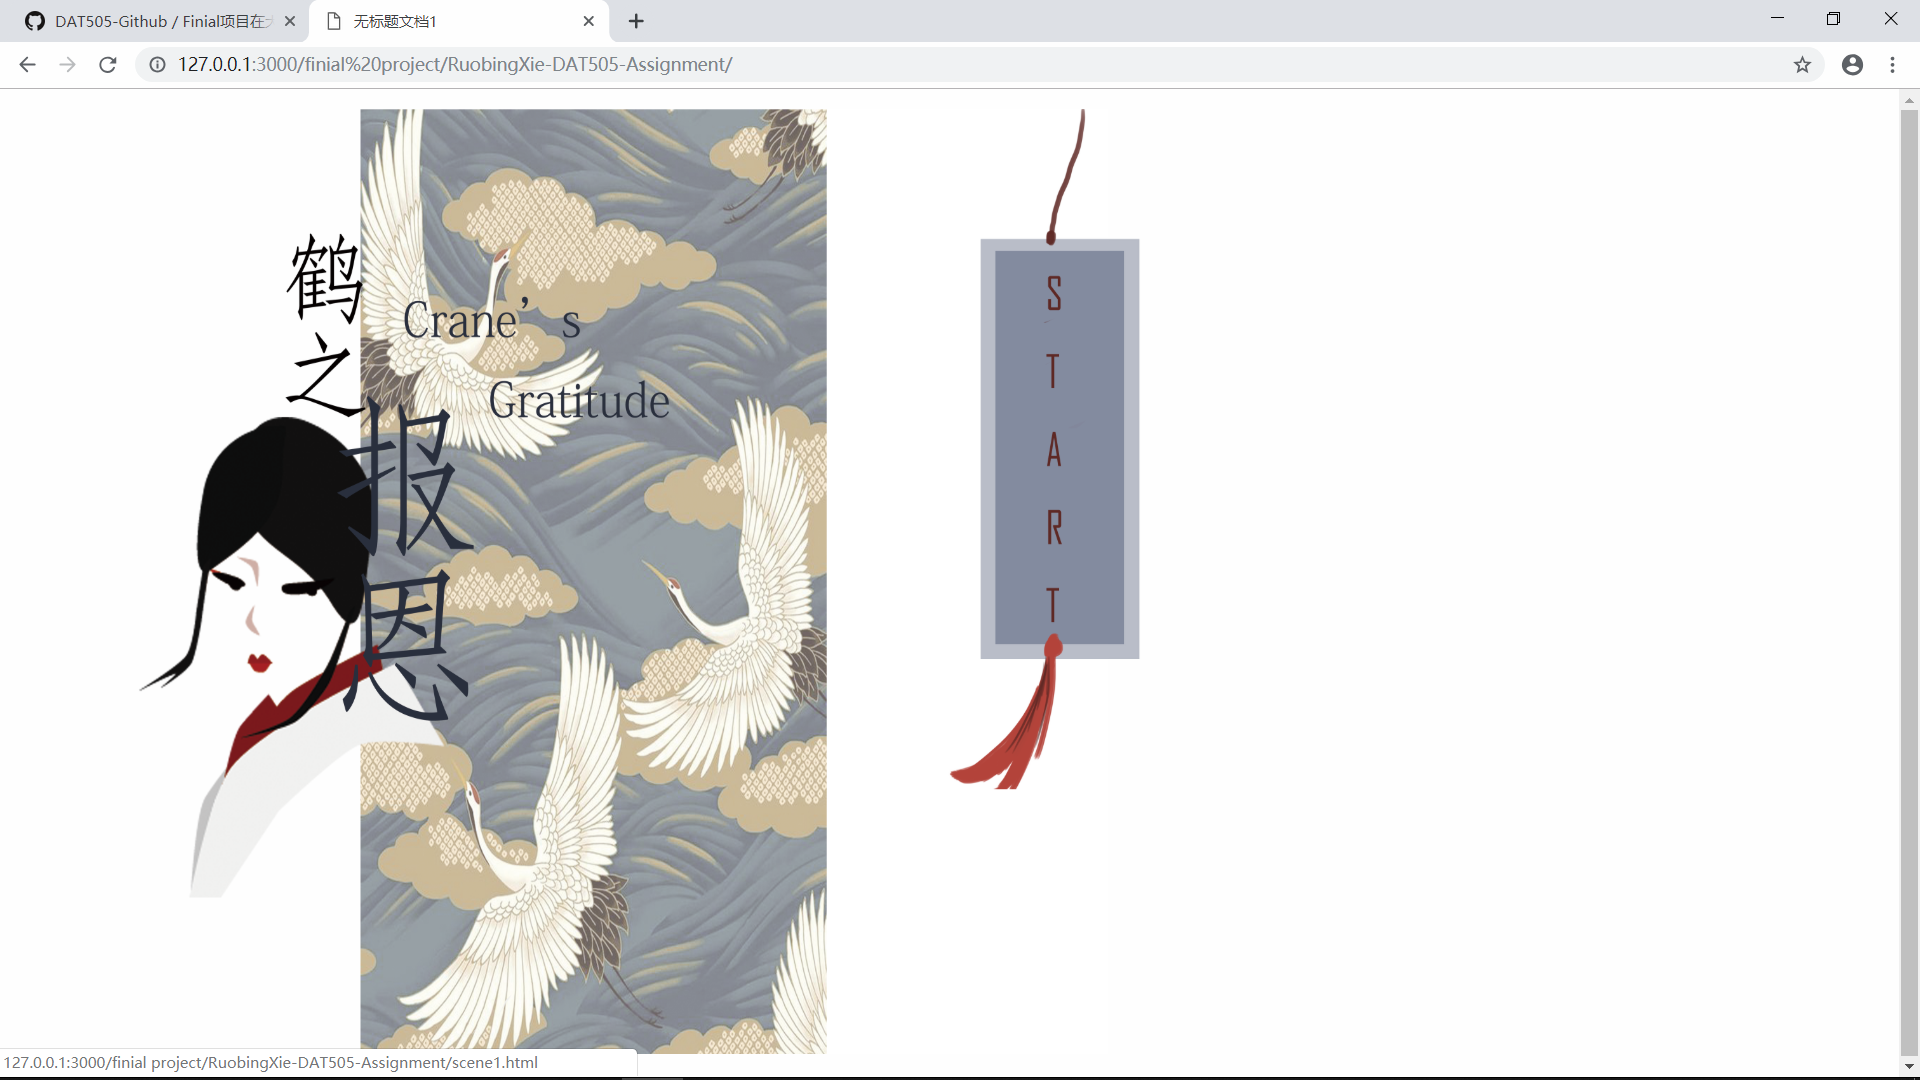 DAT505-Github / Finial项目在
无标题文档1
127.0.0.1:3000/finial%20project/RuobingXie-DAT505-Assignment/
鹤
之
报
恩
Crane’s
Gratitude
S
T
A
R
T
127.0.0.1:3000/finial project/RuobingXie-DAT505-Assignment/scene1.html